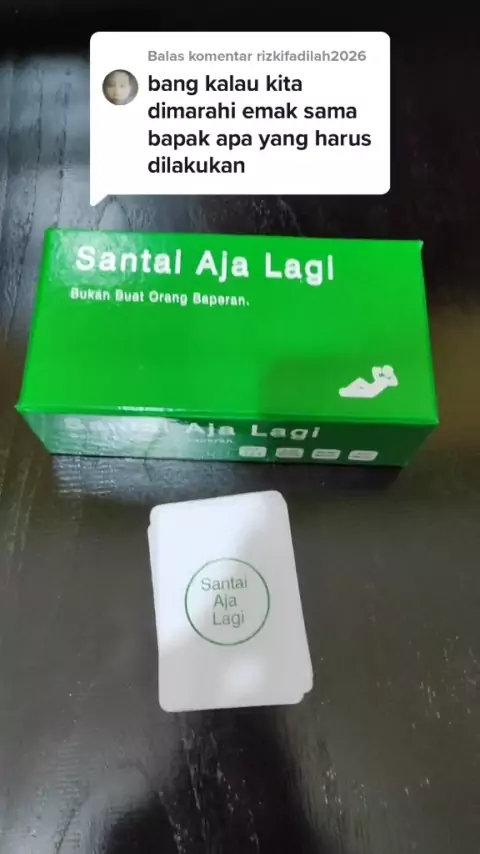 Balas komentar rizkifadilah2026
bang kalau kita
dimarahi emak sama
bapak apa yang harus
dilakukan
Santai Aja Lagi
Bukan Buat Orang Baperan.
Santai Aja Lagi
Baperan.
Santai
Aja
Lagi